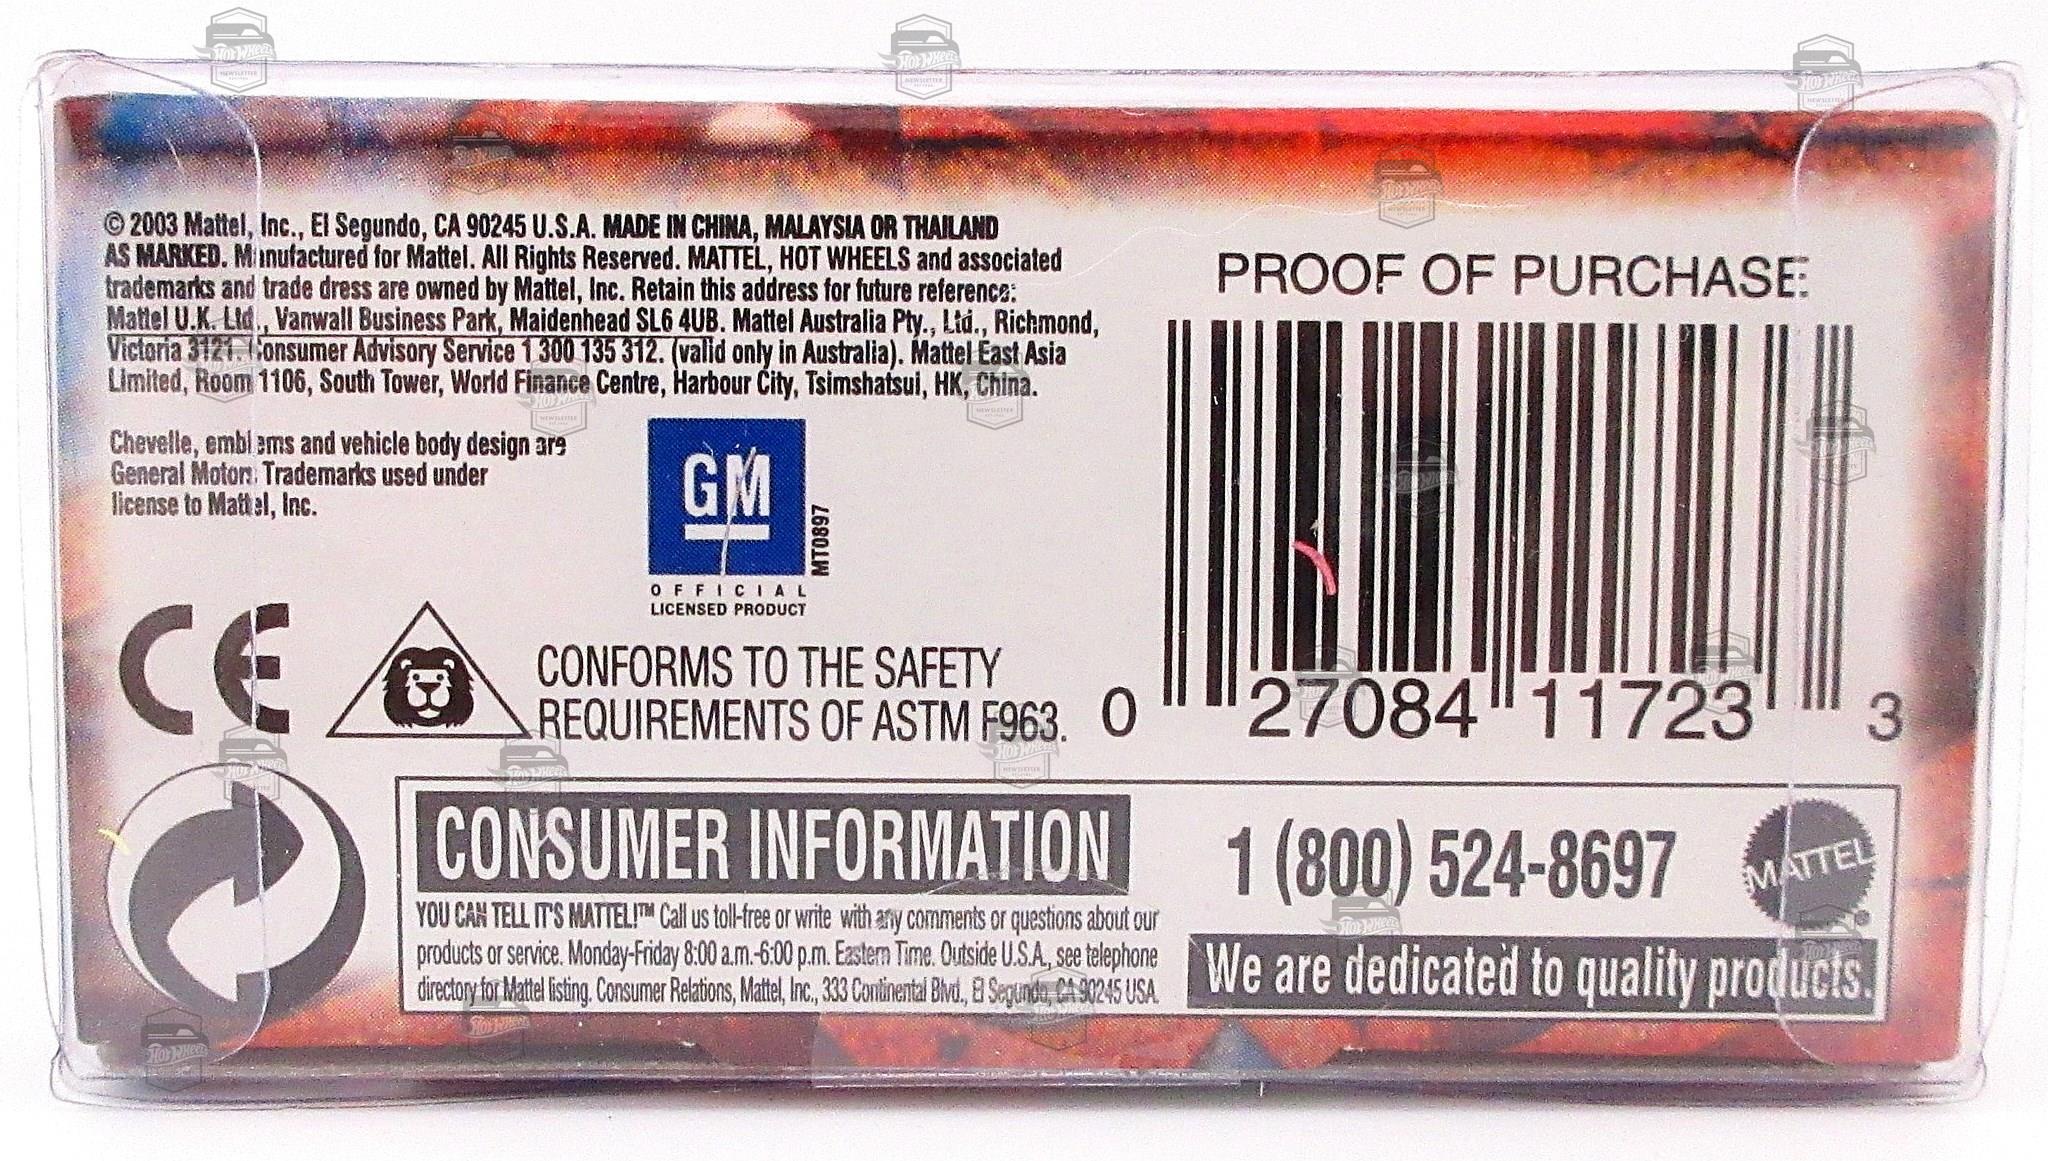 © 2003 Mattel, Inc., El Segundo, CA 90245 U.S.A. MADE IN CHINA, MALAYSIA OR THAILAND
AS MARKED. Manufactured for Mattel. All Rights Reserved. MATTEL, HOT WHEELS and associated
trademarks and trade dress are owned by Mattel, Inc. Retain this address for future reference:
Mattel U.K. Ltd., Vanwall Business Park, Maidenhead SL6 4UB. Mattel Australia Pty., Ltd., Richmond,
Victoria 3121. Consumer Advisory Service 1 300 135 312. (valid only in Australia). Mattel East Asia
Limited, Room 1106, South Tower, World Finance Centre, Harbour City, Tsimshatsui, HK, China.
Chevelle, emblems and vehicle body design are
General Motors Trademarks used under
license to Mattel, Inc.
GM
MT0897
OFFICIAL
LICENSED PRODUCT
CE
CONFORMS TO THE SAFETY
REQUIREMENTS OF ASTM F963.
PROOF OF PURCHASE
0 27084 11723 3
CONSUMER INFORMATION
YOU CAN TELL IT'S MATTEL!™ Call us toll-free or write with any comments or questions about our
products or service. Monday-Friday 8:00 a.m.-6:00 p.m. Eastern Time. Outside U.S.A., see telephone
directory for Mattel listing. Consumer Relations, Mattel, Inc., 333 Continental Blvd., El Segundo, CA 90245 USA.
1 (800) 524-8697
MATTEL
®
We are dedicated to quality products.